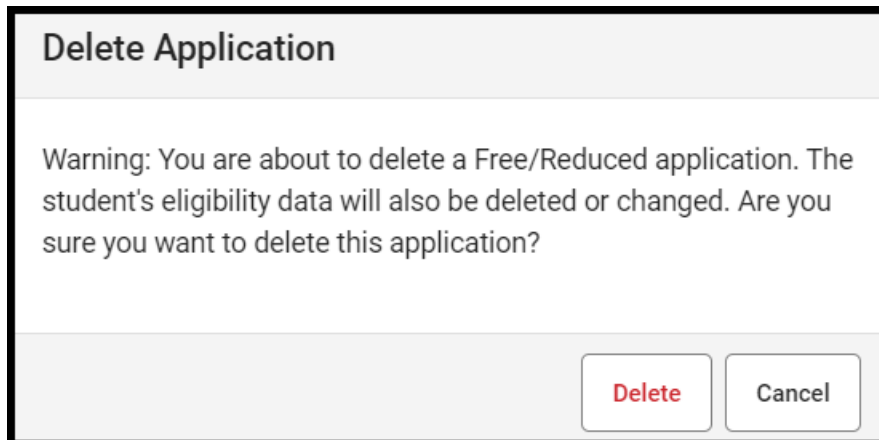 Delete Application
Warning: You are about to delete a Free/Reduced application. The
student's eligibility data will also be deleted or changed. Are you
sure you want to delete this application?
Delete Cancel